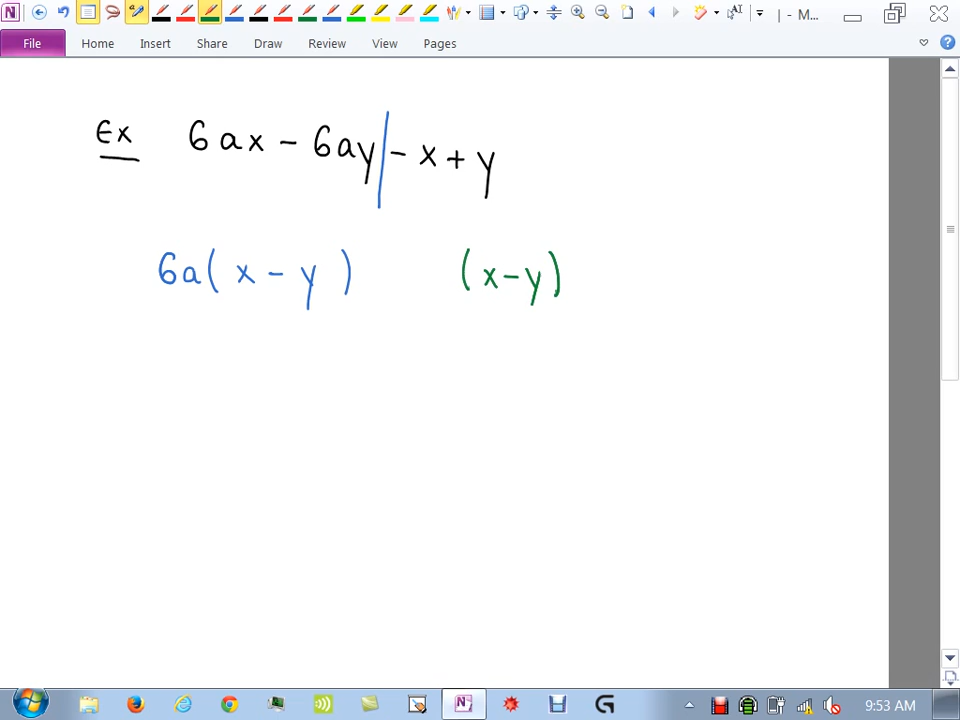 - M...
File Home Insert Share Draw Review View Pages
Ex 6ax - 6ay | - x + y
6a( x - y ) (x-y)
9:53 AM